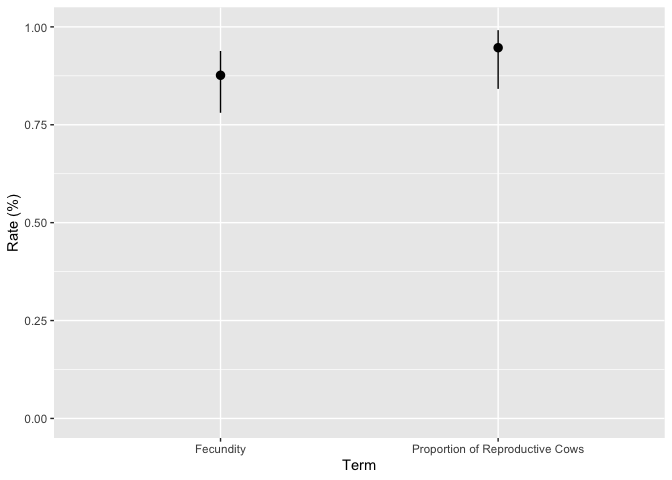 1.00
0.75
0.50
0.25
0.00
Rate (%)
Fecundity
Proportion of Reproductive Cows
Term